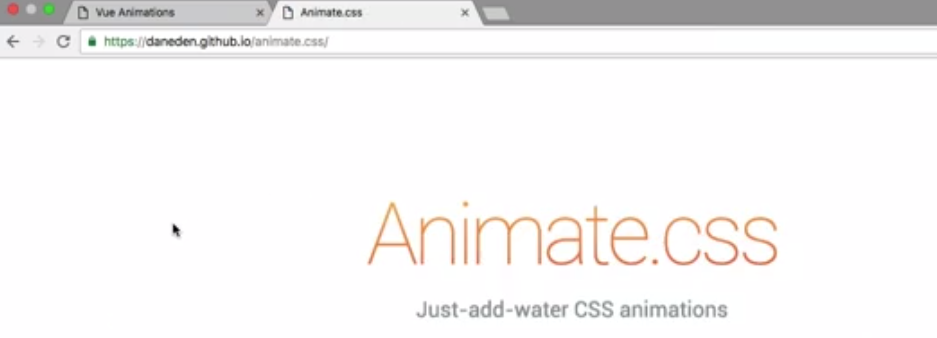 Vue Animations
Animate.css
https://daneden.github.io/animate.css/
Animate.css
Just-add-water CSS animations